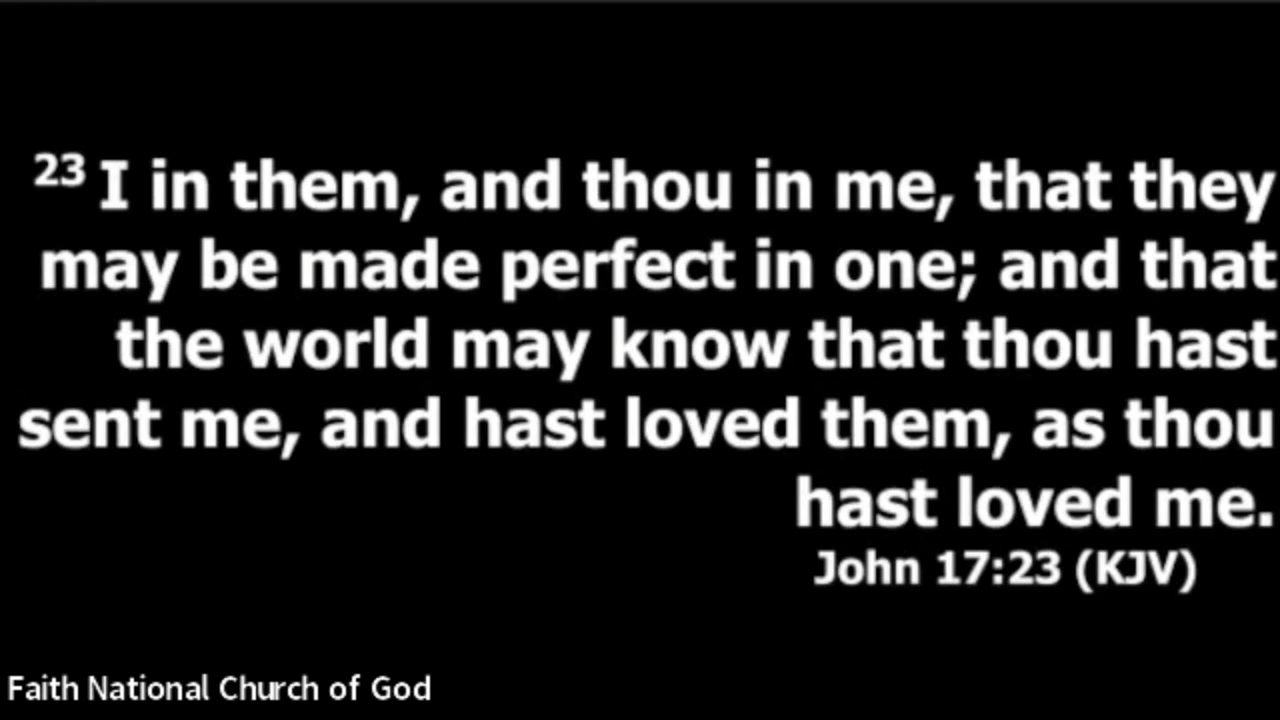 23 I in them, and thou in me, that they
may be made perfect in one; and that
the world may know that thou hast
sent me, and hast loved them, as thou
hast loved me.
John 17:23 (KJV)
Faith National Church of God